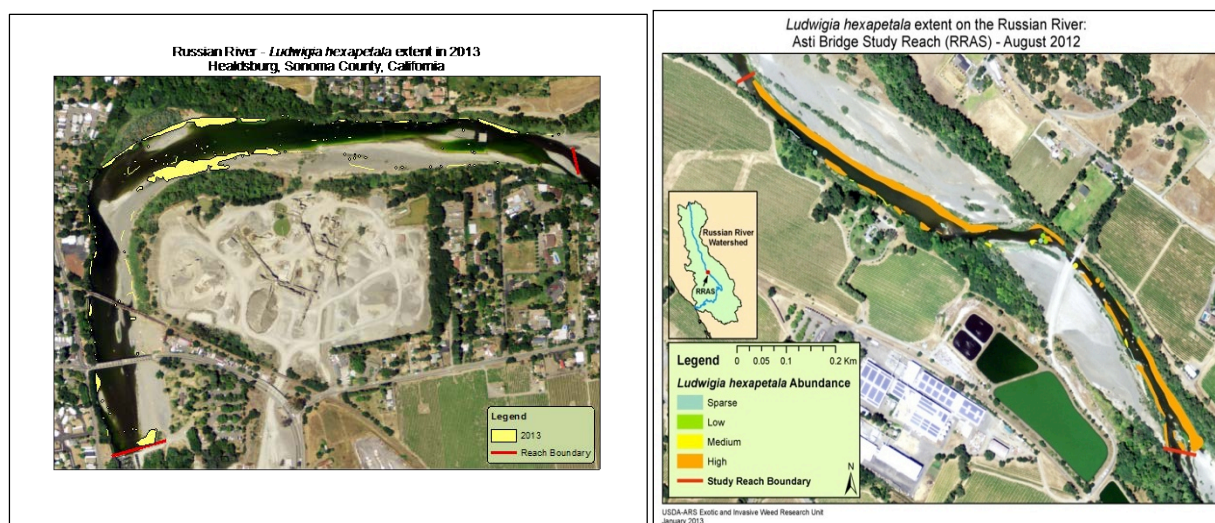 Russian River - Ludwigia hexapetala extent in 2013
Healdsburg, Sonoma County, California
Legend
2013
Reach Boundary
Ludwigia hexapetala extent on the Russian River:
Asti Bridge Study Reach (RRAS) - August 2012
Russian River
Watershed
RRAS
Legend
0 0.05 0.1 0.2 Km
Ludwigia hexapetala Abundance
Sparse
Low
Medium
High
Study Reach Boundary
N
USDA-ARS Exotic and Invasive Weed Research Unit
January 2013